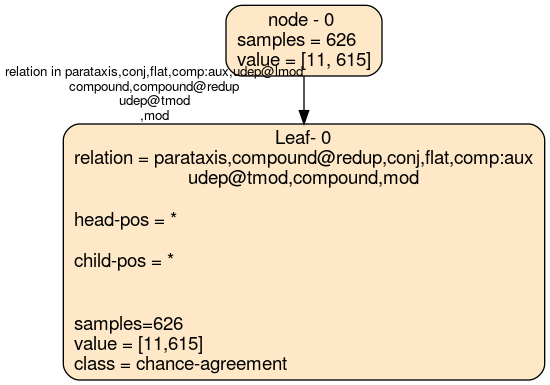 node - 0
samples = 626
value = [11, 615]
relation in parataxis,conj,flat,comp:aux,udep@lmod
compound,compound@redup
udep@tmod
,mod
Leaf- 0
relation = parataxis,compound@redup,conj,flat,comp:aux
udep@tmod,compound,mod
head-pos = *
child-pos = *
samples=626
value = [11,615]
class = chance-agreement